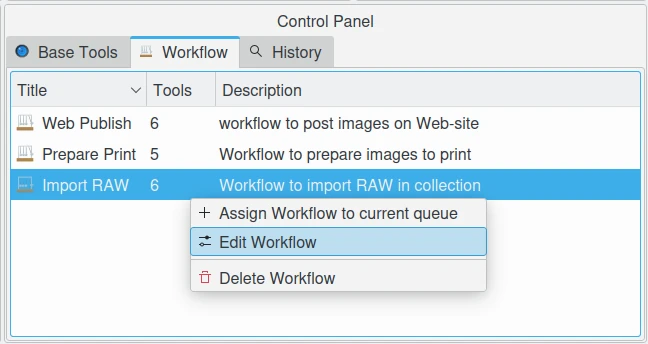 Control Panel
Base Tools Workflow History
Title Tools Description
Web Publish 6 workflow to post images on Web-site
Prepare Print 5 Workflow to prepare images to print
Import RAW 6 Workflow to import RAW in collection
Assign Workflow to current queue
Edit Workflow
Delete Workflow